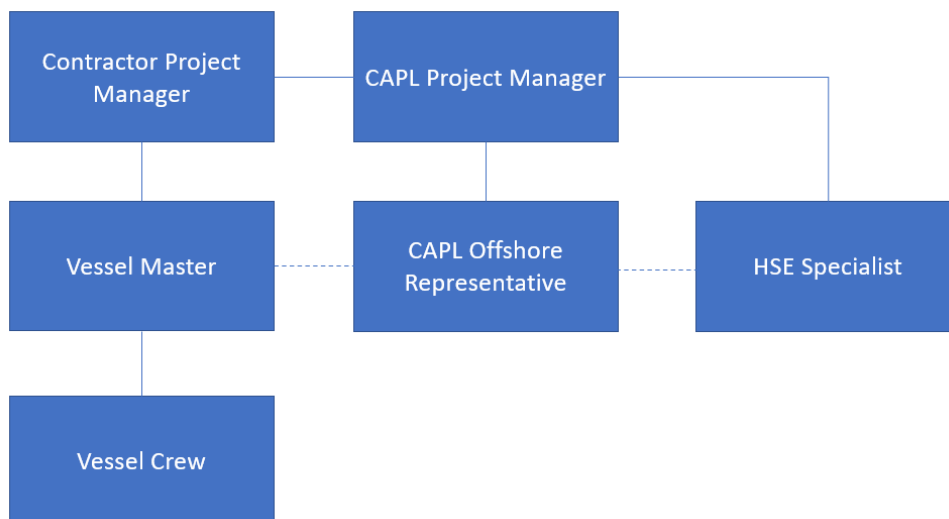 Contractor Project
Manager
CAPL Project Manager
Vessel Master
CAPL Offshore
Representative
HSE Specialist
Vessel Crew